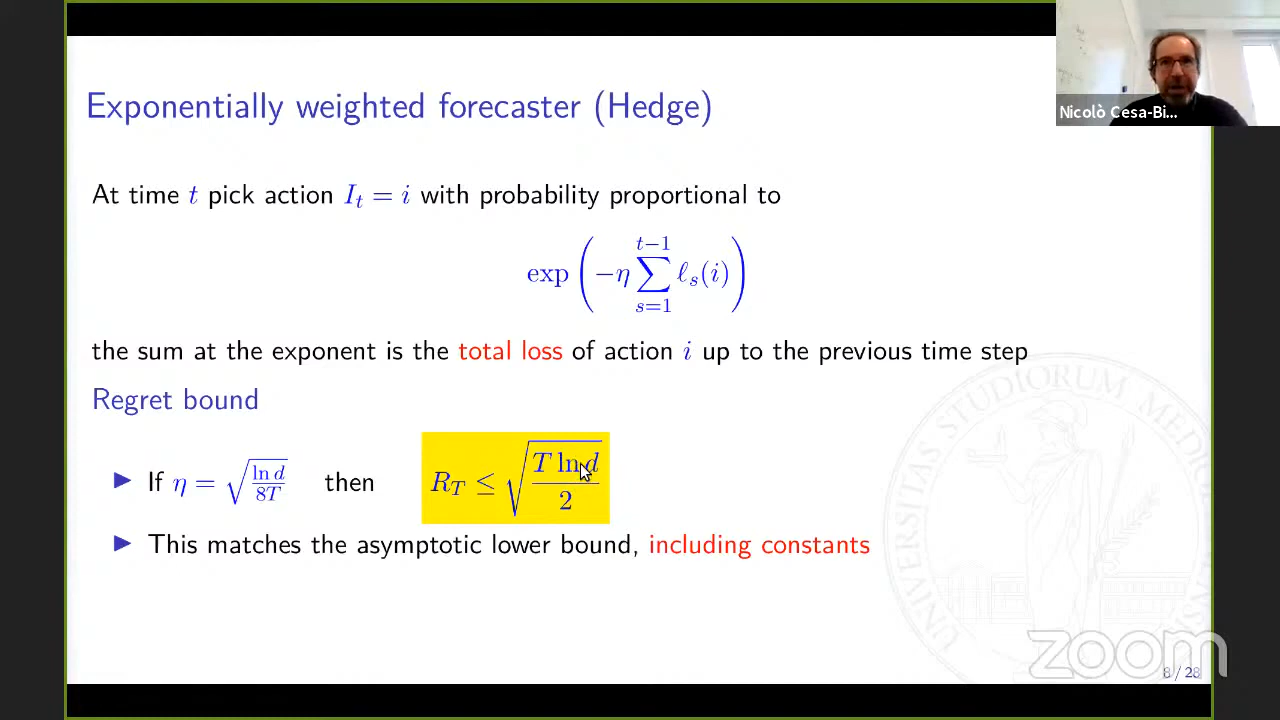 Exponentially weighted forecaster (Hedge)
Nicolò Cesa-Bi...
At time t pick action I_t = i with probability proportional to
exp(−η ∑_{s=1}^{t−1} ℓ_s(i))
the sum at the exponent is the total loss of action i up to the previous time step
Regret bound
▶ If η = √(ln d / 8T) then R_T ≤ √(T ln d / 2)
▶ This matches the asymptotic lower bound, including constants
UNIVERSITAS STUDIORUM MEDIOLANENSIS
zoom
8 / 28